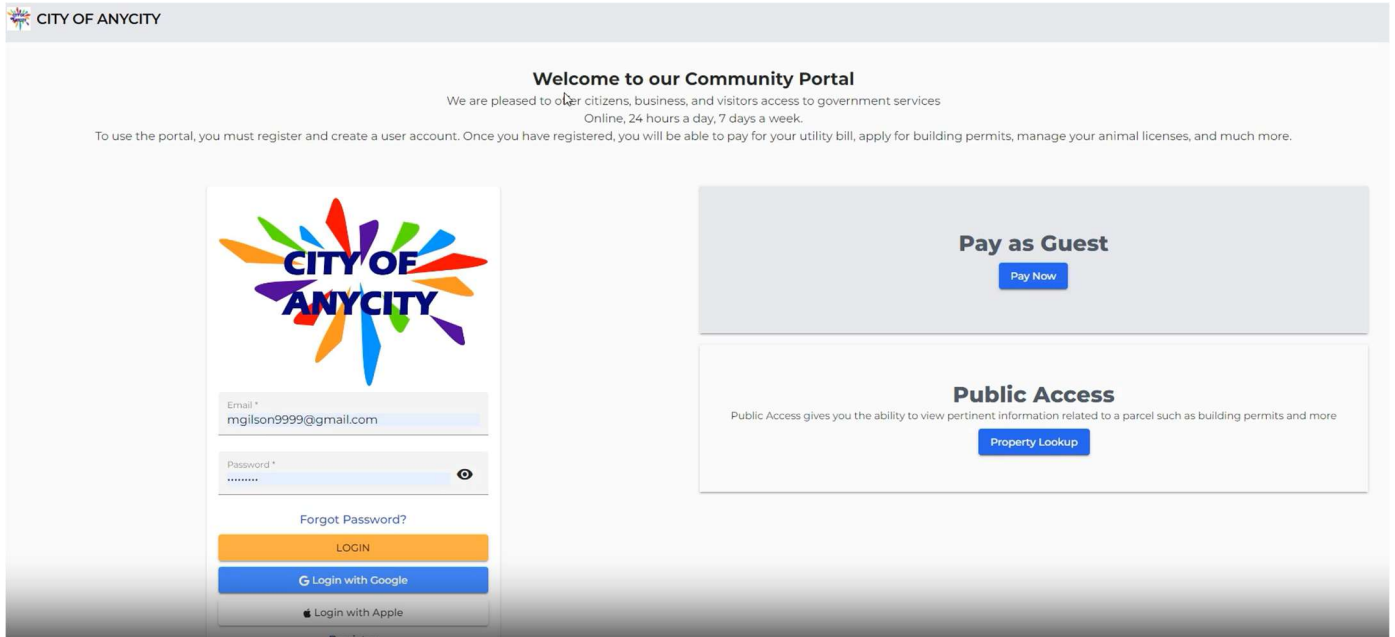 CITY OF ANYCITY
Welcome to our Community Portal
We are pleased to offer citizens, business, and visitors access to government services
Online, 24 hours a day, 7 days a week.
To use the portal, you must register and create a user account. Once you have registered, you will be able to pay for your utility bill, apply for building permits, manage your animal licenses, and much more.
CITY OF
ANYCITY
Email *
mgilson9999@gmail.com
Password *
•••••••••
Forgot Password?
LOGIN
G Login with Google
Login with Apple
Pay as Guest
Pay Now
Public Access
Public Access gives you the ability to view pertinent information related to a parcel such as building permits and more
Property Lookup